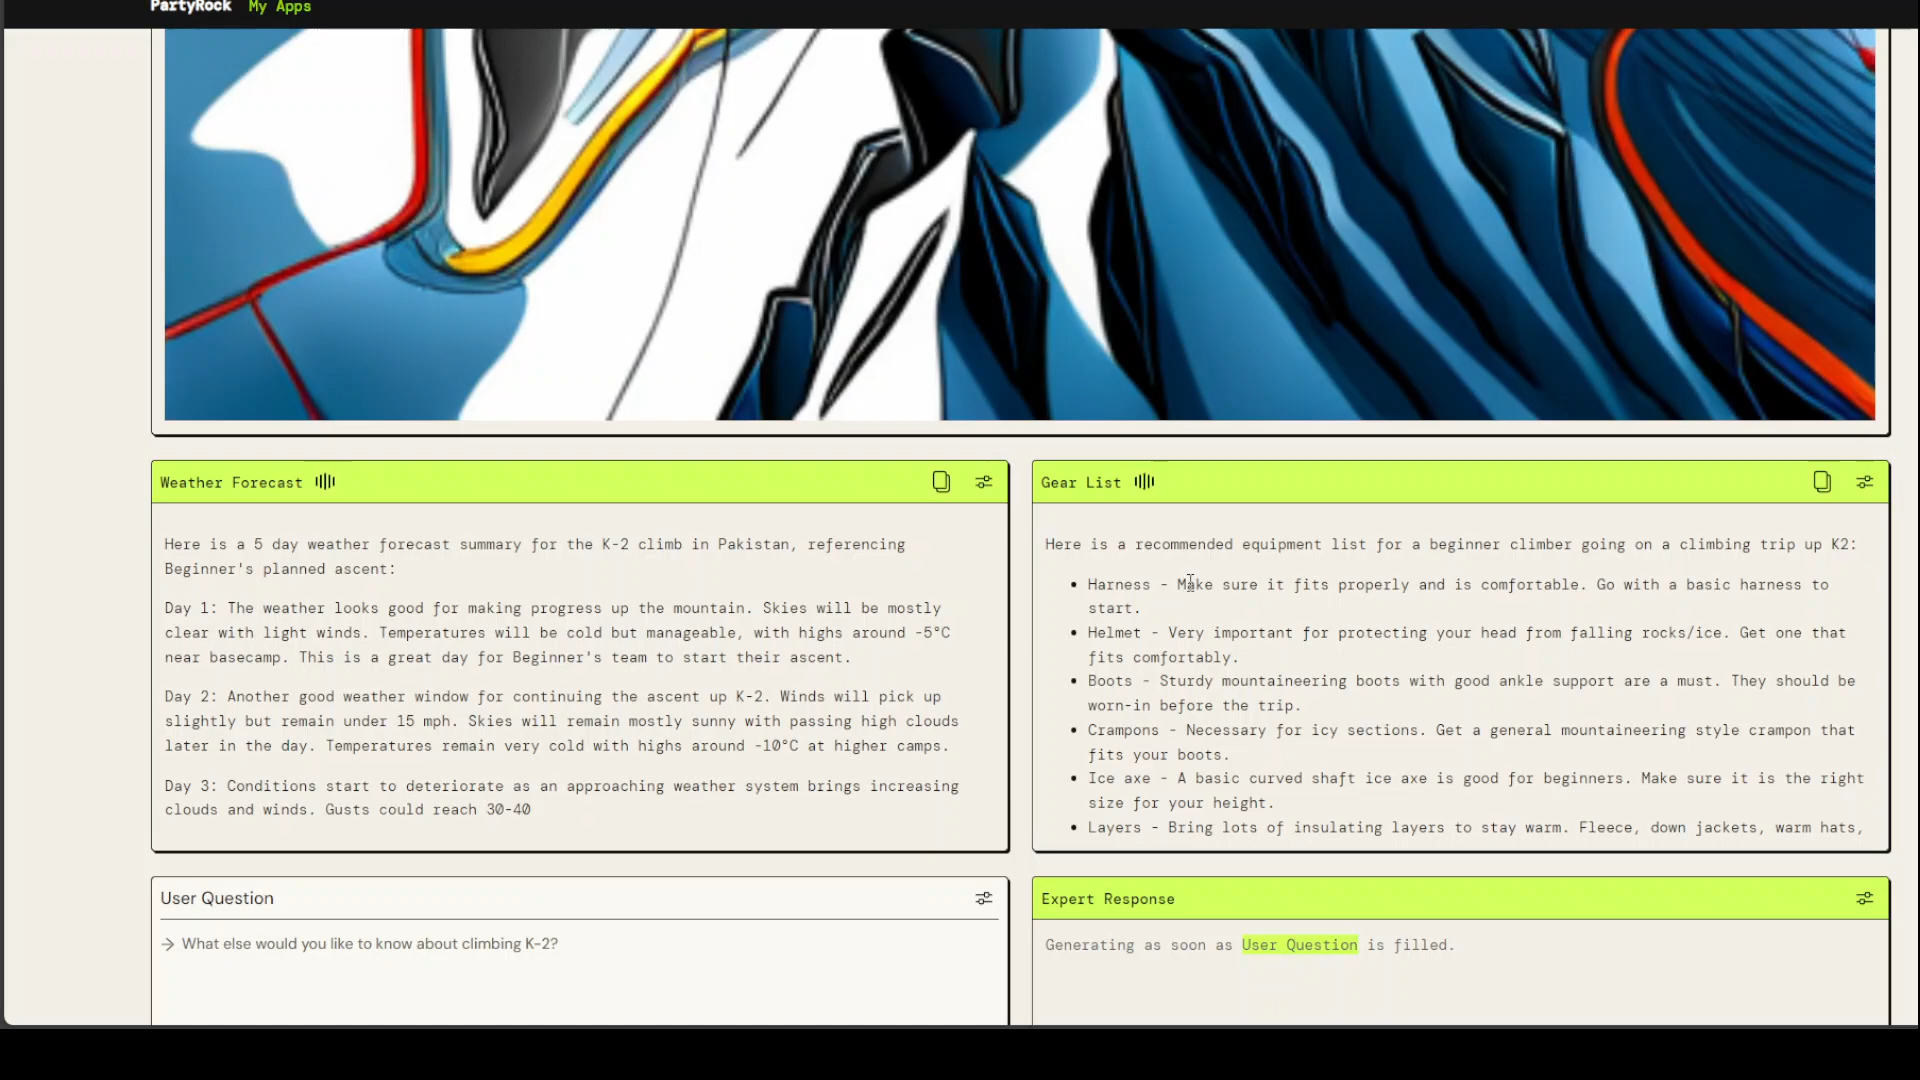 PartyRock My Apps
Weather Forecast
Here is a 5 day weather forecast summary for the K-2 climb in Pakistan, referencing
Beginner's planned ascent:
Day 1: The weather looks good for making progress up the mountain. Skies will be mostly
clear with light winds. Temperatures will be cold but manageable, with highs around -5°C
near basecamp. This is a great day for Beginner's team to start their ascent.
Day 2: Another good weather window for continuing the ascent up K-2. Winds will pick up
slightly but remain under 15 mph. Skies will remain mostly sunny with passing high clouds
later in the day. Temperatures remain very cold with highs around -10°C at higher camps.
Day 3: Conditions start to deteriorate as an approaching weather system brings increasing
clouds and winds. Gusts could reach 30-40
Gear List
Here is a recommended equipment list for a beginner climber going on a climbing trip up K2:
• Harness - Make sure it fits properly and is comfortable. Go with a basic harness to
start.
• Helmet - Very important for protecting your head from falling rocks/ice. Get one that
fits comfortably.
• Boots - Sturdy mountaineering boots with good ankle support are a must. They should be
worn-in before the trip.
• Crampons - Necessary for icy sections. Get a general mountaineering style crampon that
fits your boots.
• Ice axe - A basic curved shaft ice axe is good for beginners. Make sure it is the right
size for your height.
• Layers - Bring lots of insulating layers to stay warm. Fleece, down jackets, warm hats,
User Question
→ What else would you like to know about climbing K-2?
Expert Response
Generating as soon as User Question is filled.